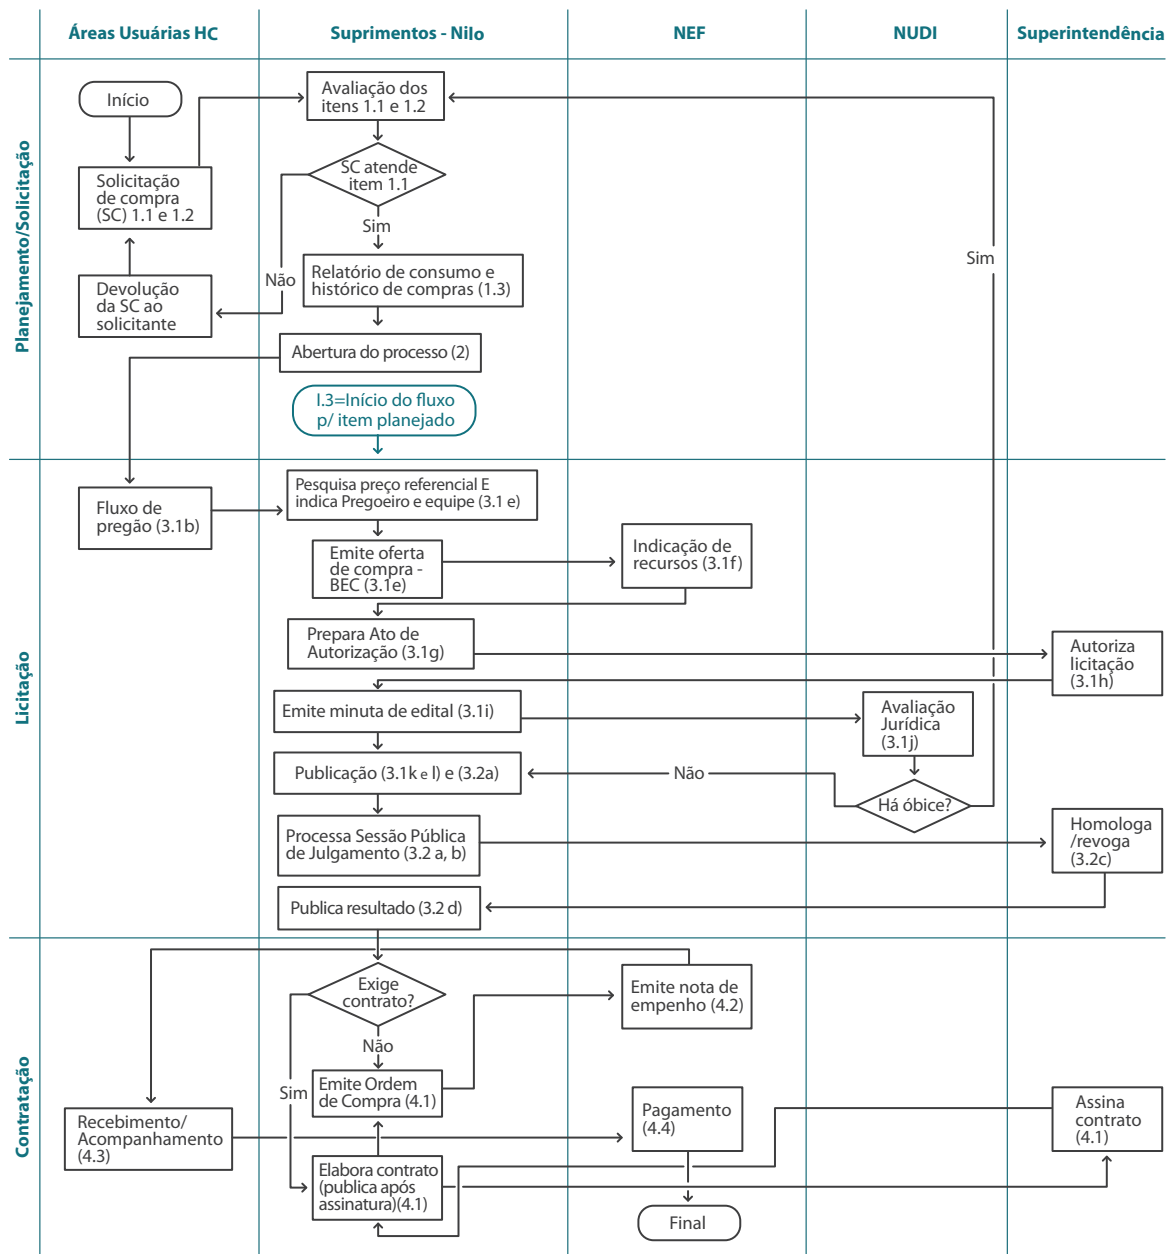 Áreas Usuárias HC
Suprimentos - Nilo
NEF
NUDI
Superintendência
Planejamento/Solicitação
Início
Avaliação dos
itens 1.1 e 1.2
SC atende
item 1.1
Solicitação
de compra
(SC) 1.1 e 1.2
Sim
Sim
Não
Relatório de consumo e
histórico de compras (1.3)
Devolução
da SC ao
solicitante
Abertura do processo (2)
I.3=Início do fluxo
p/ item planejado
Licitação
Fluxo de
pregão (3.1b)
Pesquisa preço referencial E
indica Pregoeiro e equipe (3.1 e)
Emite oferta
de compra -
BEC (3.1e)
Indicação de
recursos (3.1f)
Prepara Ato de
Autorização (3.1g)
Autoriza
licitação
(3.1h)
Emite minuta de edital (3.1i)
Avaliação
Jurídica
(3.1j)
Publicação (3.1k e l) e (3.2a)
Não
Há óbice?
Processa Sessão Pública
de Julgamento (3.2 a, b)
Homologa
/revoga
(3.2c)
Publica resultado (3.2 d)
Contratação
Exige
contrato?
Emite nota de
empenho (4.2)
Não
Sim
Emite Ordem
de Compra (4.1)
Recebimento/
Acompanhamento
(4.3)
Pagamento
(4.4)
Assina
contrato
(4.1)
Elabora contrato
(publica após
assinatura)(4.1)
Final